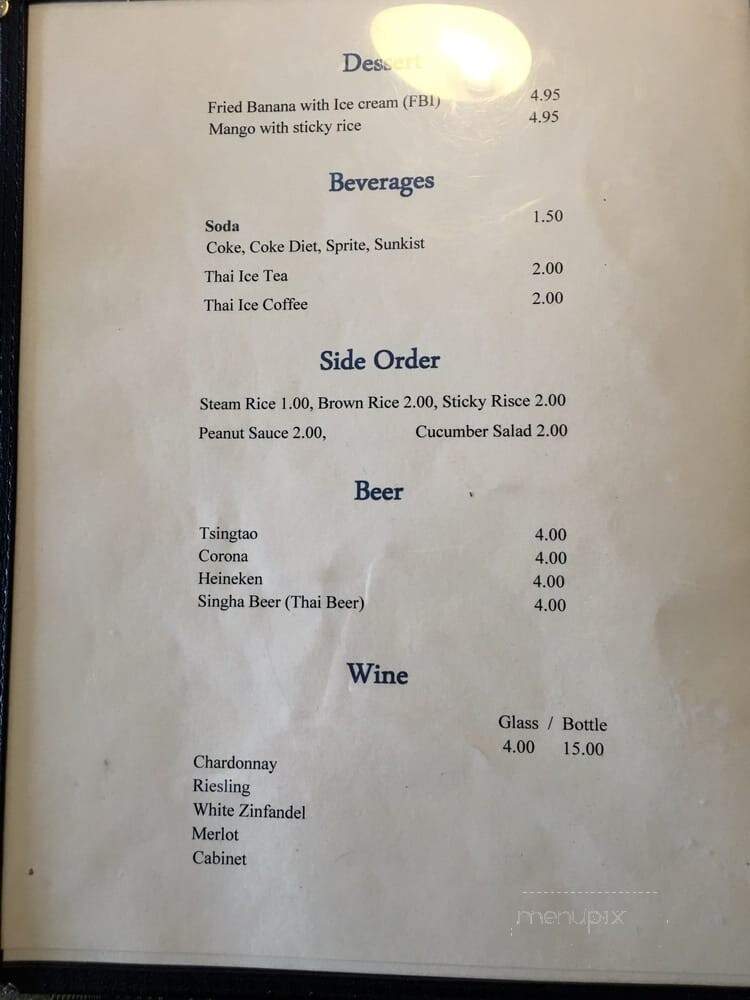 Dessert
Fried Banana with Ice cream (FBI) 4.95
Mango with sticky rice 4.95
Beverages
Soda 1.50
Coke, Coke Diet, Sprite, Sunkist
Thai Ice Tea 2.00
Thai Ice Coffee 2.00
Side Order
Steam Rice 1.00, Brown Rice 2.00, Sticky Risce 2.00
Peanut Sauce 2.00, Cucumber Salad 2.00
Beer
Tsingtao 4.00
Corona 4.00
Heineken 4.00
Singha Beer (Thai Beer) 4.00
Wine
Glass / Bottle
4.00 15.00
Chardonnay
Riesling
White Zinfandel
Merlot
Cabinet
menupix